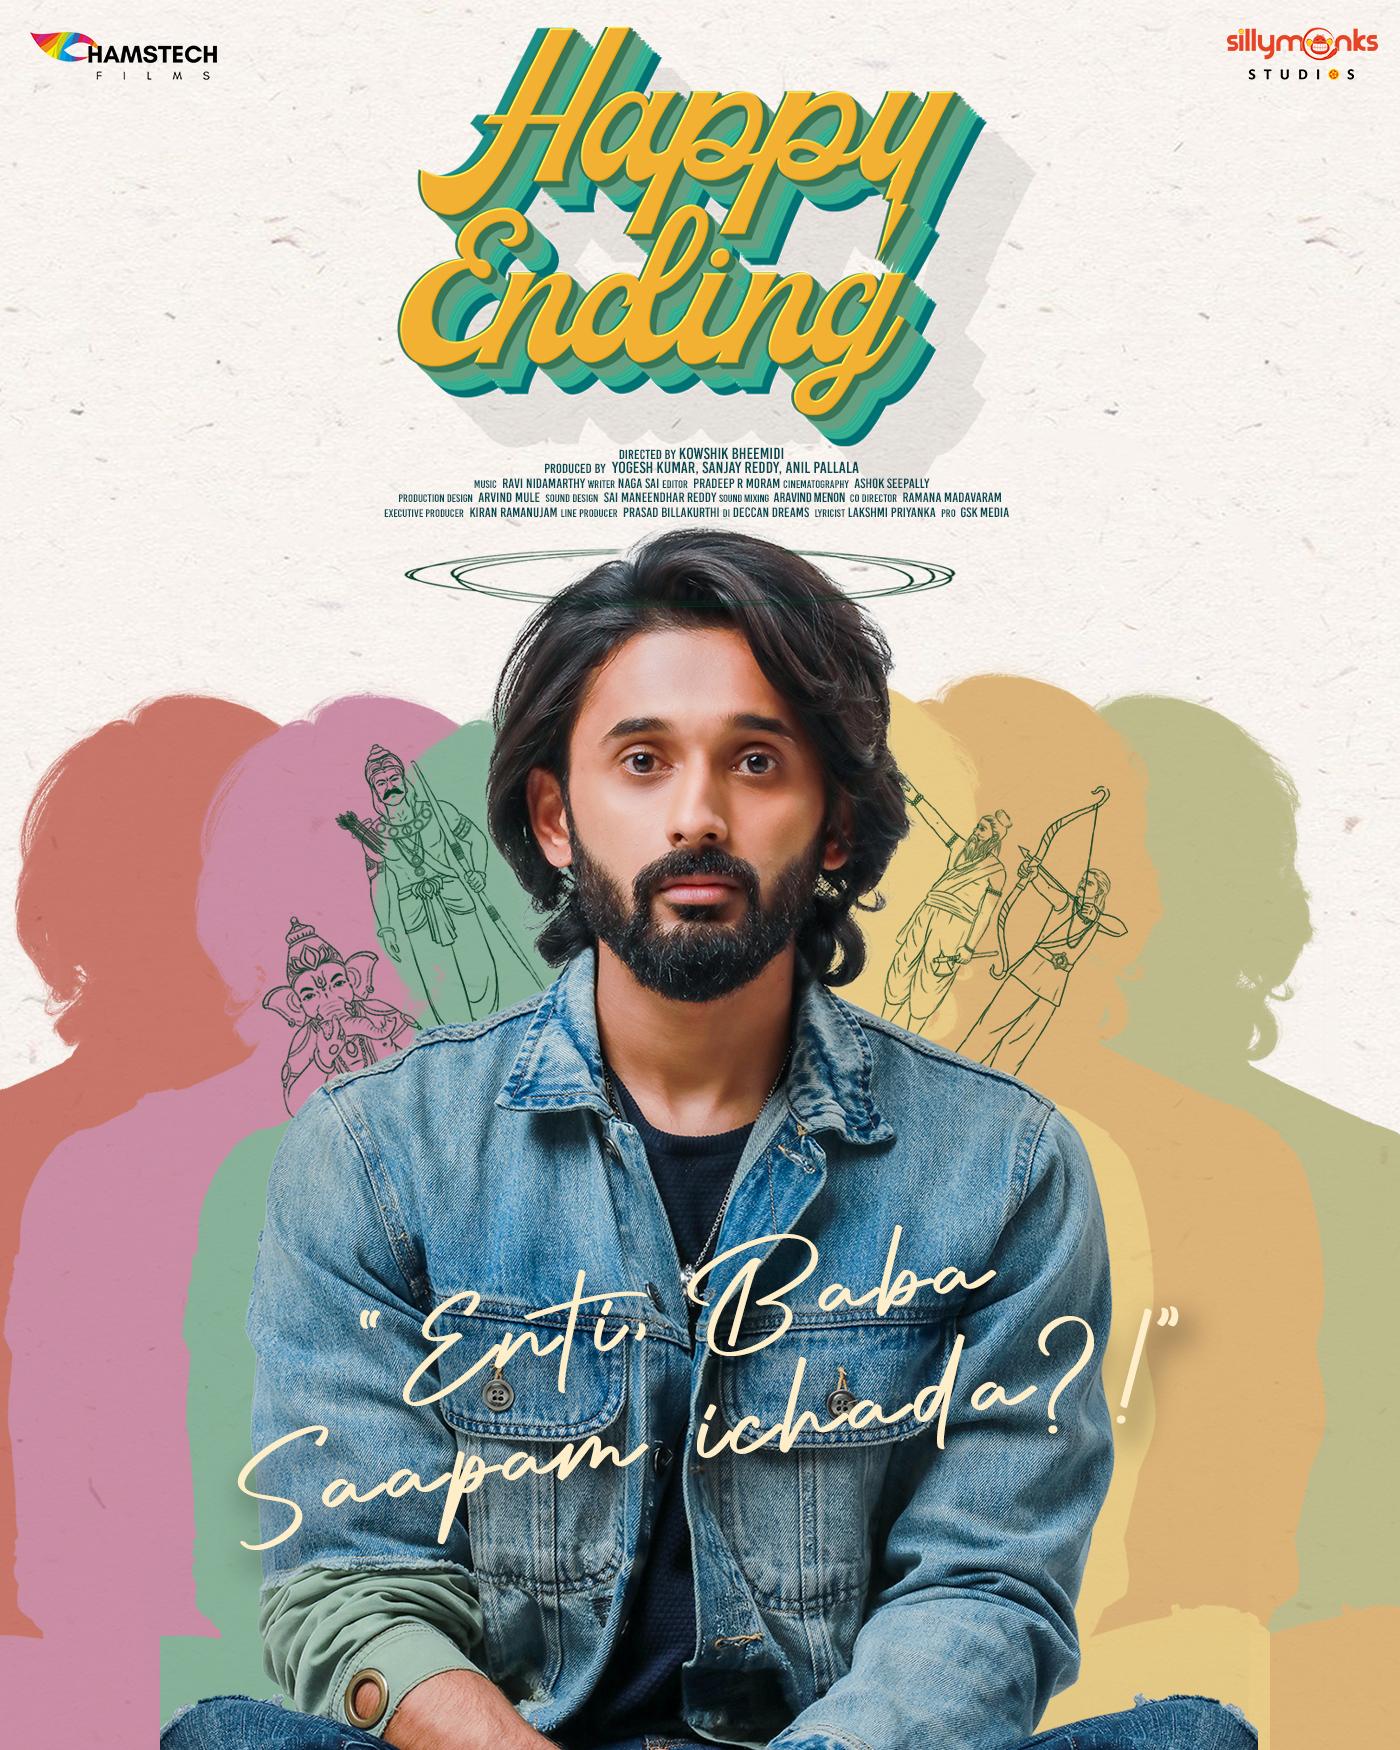 HAMSTECH
FILMS
sillymonks
STUDIOS
Happy
Ending
DIRECTED BY KOWSHIK BHEEMIDI
PRODUCED BY YOGESH KUMAR, SANJAY REDDY, ANIL PALLALA
MUSIC RAVI NIDAMARTHY WRITER NAGA SAI EDITOR PRADEEP R MORAM CINEMATOGRAPHY ASHOK SEEPALLY
PRODUCTION DESIGN ARVIND MULE SOUND DESIGN SAI MANEENDHAR REDDY SOUND MIXING ARAVIND MENON CO DIRECTOR RAMANA MADAVARAM
EXECUTIVE PRODUCER KIRAN RAMANUJAM LINE PRODUCER PRASAD BILLAKURTHI DI DECCAN DREAMS LYRICIST LAKSHMI PRIYANKA PRO GSK MEDIA
"Enti, Baba
Saapam ichada?!"